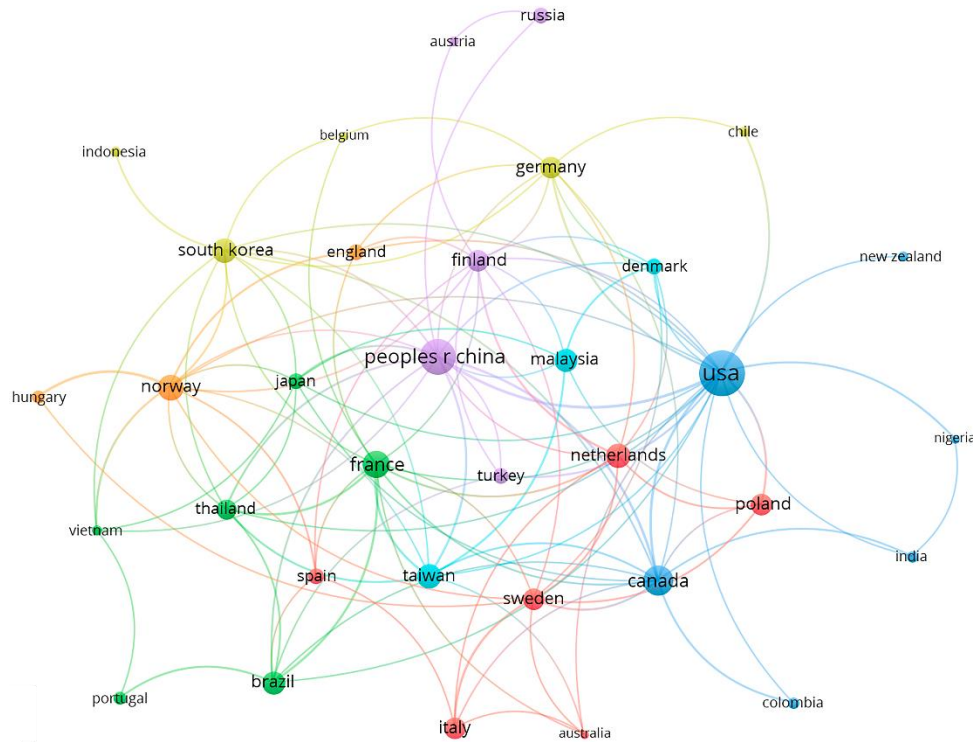 russia
austria
chile
belgium
indonesia
germany
south korea
england
finland
denmark
new zealand
peoples r china
malaysia
usa
japan
norway
hungary
nigeria
netherlands
france
turkey
poland
thailand
vietnam
india
spain
taiwan
canada
sweden
brazil
portugal
colombia
italy
australia